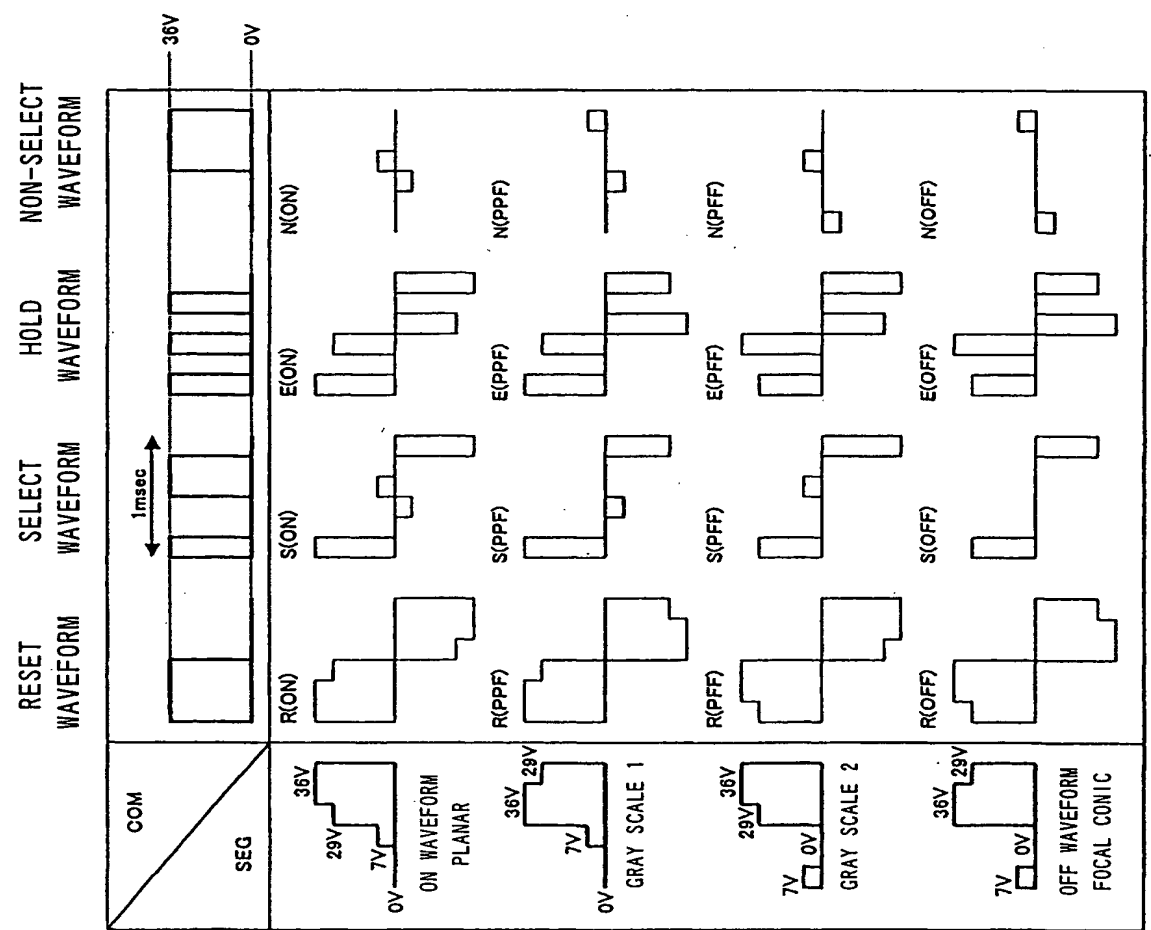 RESET
WAVEFORM
SELECT
WAVEFORM
HOLD
WAVEFORM
NON-SELECT
WAVEFORM
COM
SEG
1msec
36V
0V
36V
29V
7V
0V
ON WAVEFORM
PLANAR
R(ON)
S(ON)
E(ON)
N(ON)
36V
29V
7V
0V
GRAY SCALE 1
R(PPF)
S(PPF)
E(PPF)
N(PPF)
36V
29V
7V
0V
GRAY SCALE 2
R(PFF)
S(PFF)
E(PFF)
N(PFF)
36V
29V
7V
0V
OFF WAVEFORM
FOCAL CONIC
R(OFF)
S(OFF)
E(OFF)
N(OFF)